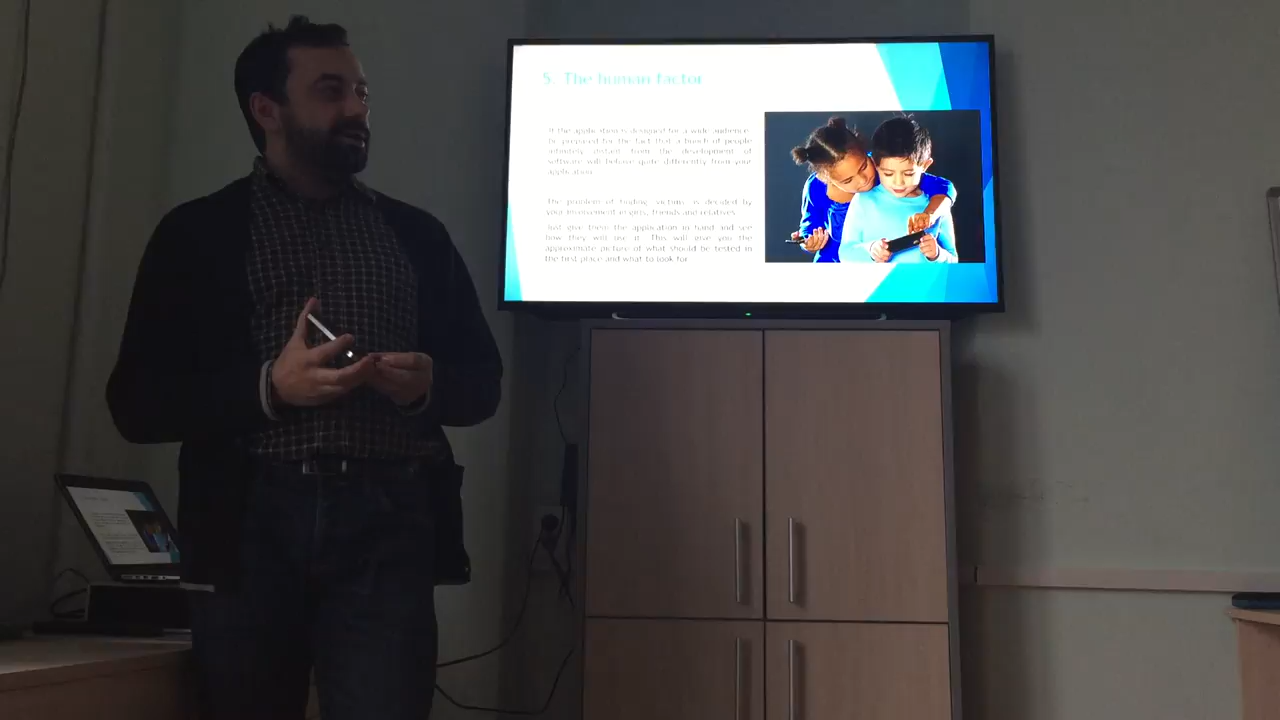 5. The human factor
If the application is designed for a wide audience,
be prepared for the fact that a bunch of people
infinitely distant from the development of
software will behave quite differently from your
application.
The problem of finding "victims" is decided by
your involvement in girls, friends and relatives.
Just give them the application in hand and see
how they will use it. This will give you the
approximate picture of what should be tested in
the first place and what to look for.